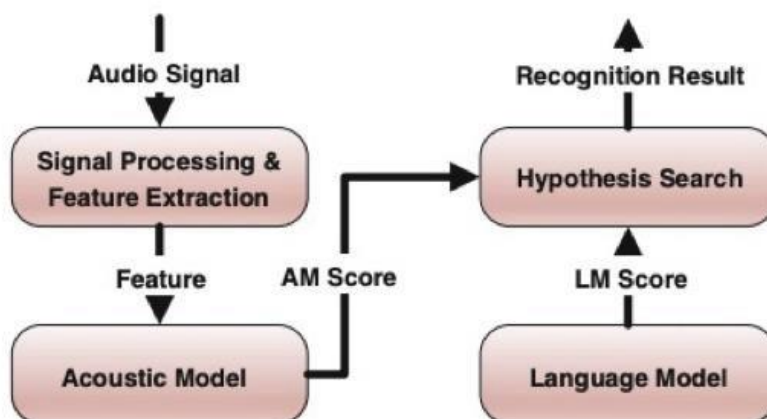 Audio Signal
Signal Processing &
Feature Extraction
Feature
Acoustic Model
AM Score
Recognition Result
Hypothesis Search
LM Score
Language Model